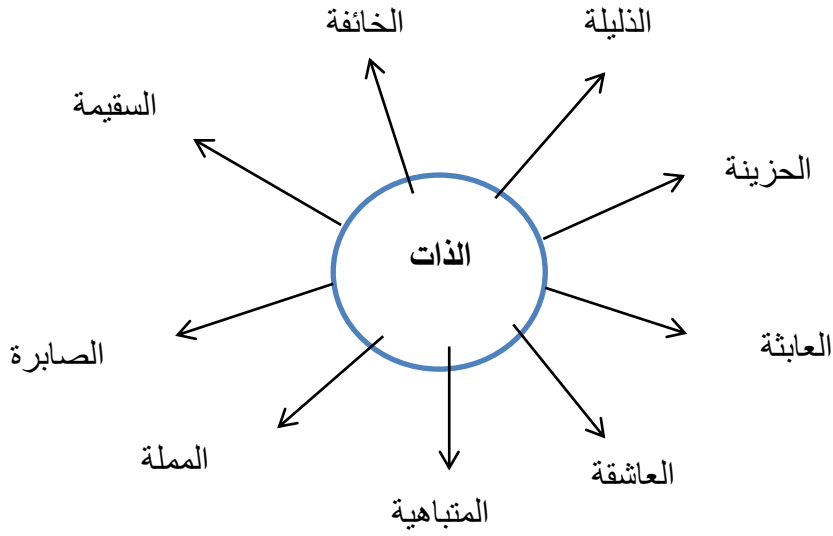 الذليلة
الخائفة
السقيمة
الحزينة
الذات
العابثة
الصابرة
المملة
العاشقة
المتباهية